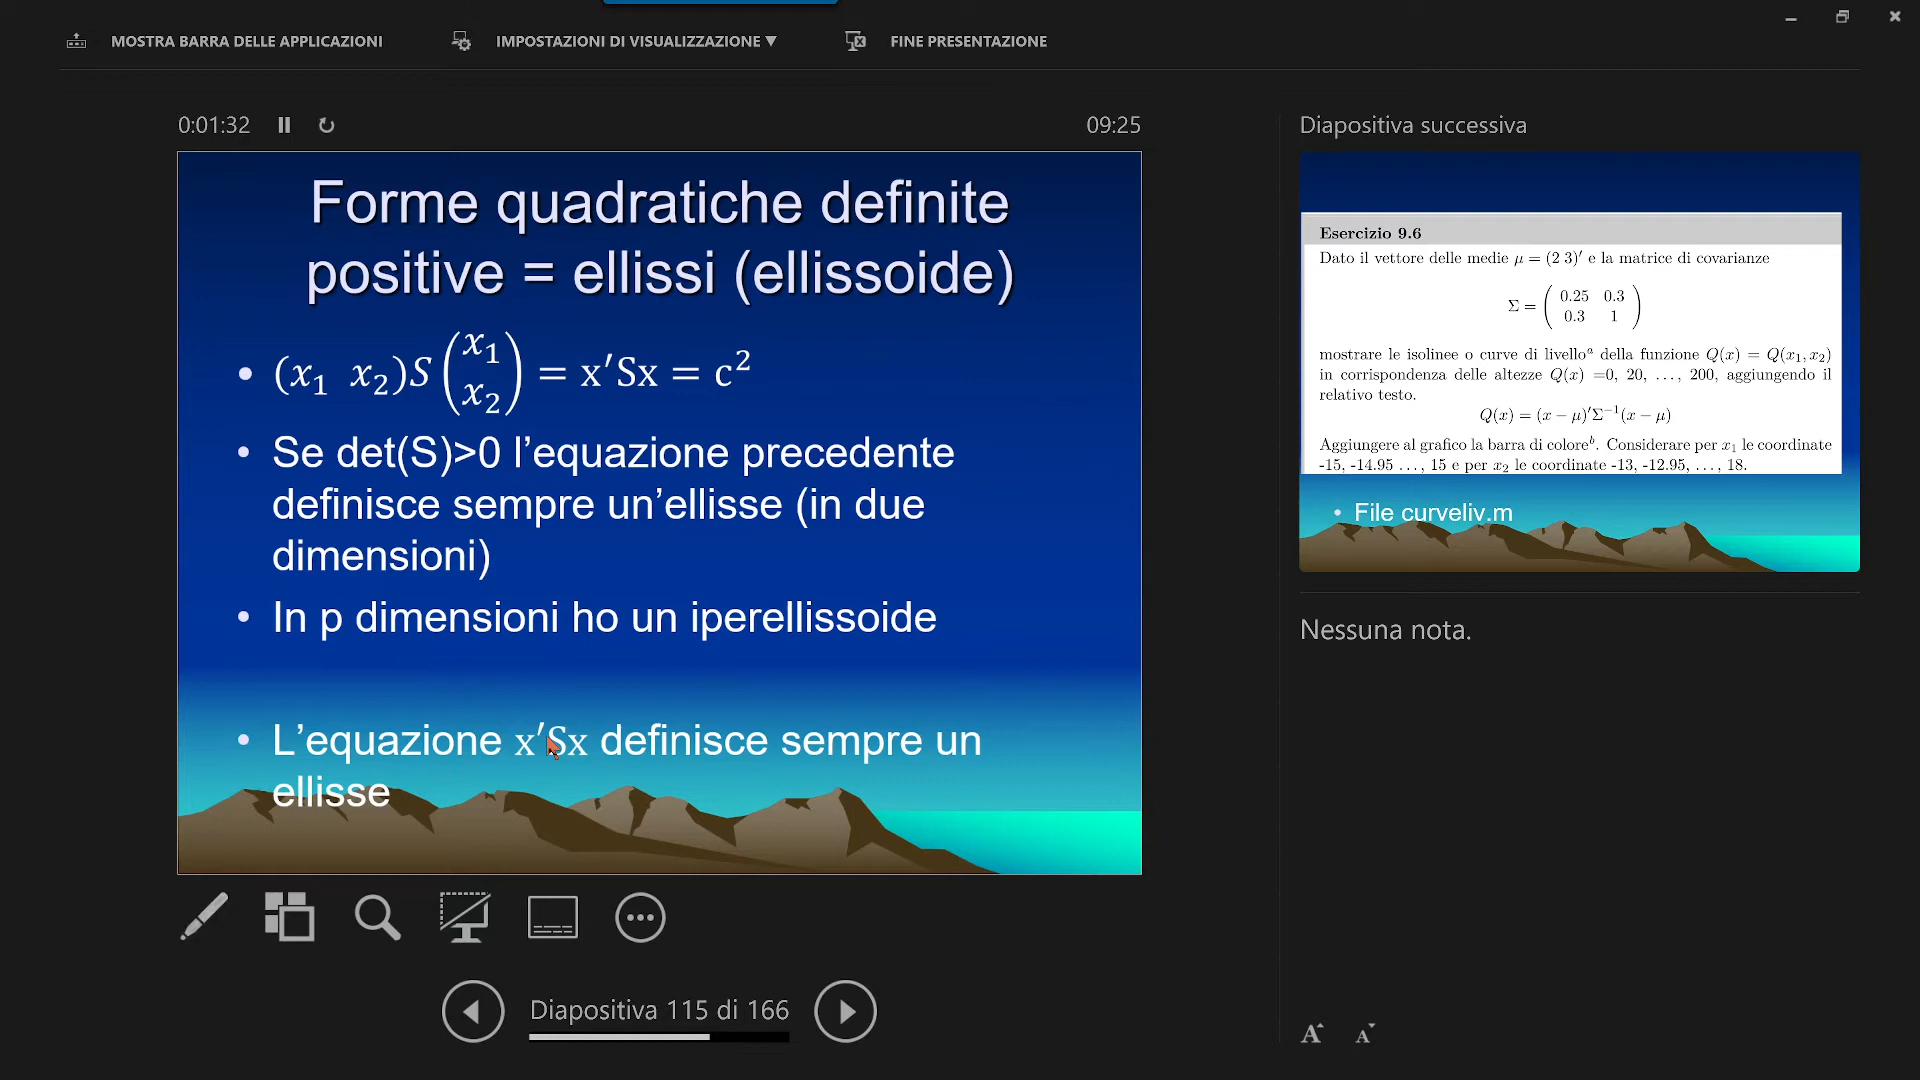 MOSTRA BARRA DELLE APPLICAZIONI
IMPOSTAZIONI DI VISUALIZZAZIONE ▼
FINE PRESENTAZIONE
0:01:32
09:25
Forme quadratiche definite
positive = ellissi (ellissoide)
• (x₁ x₂)S(x₁ x₂) = x′Sx = c²
• Se det(S)>0 l’equazione precedente
definisce sempre un’ellisse (in due
dimensioni)
• In p dimensioni ho un iperellissoide
• L’equazione x′Sx definisce sempre un
ellisse
Diapositiva 115 di 166
Diapositiva successiva
Esercizio 9.6
Dato il vettore delle medie μ = (2 3)′ e la matrice di covarianze
Σ = ( 0.25 0.3
0.3 1 )
mostrare le isolinee o curve di livelloᵃ della funzione Q(x) = Q(x₁, x₂)
in corrispondenza delle altezze Q(x) =0, 20, …, 200, aggiungendo il
relativo testo.
Q(x) = (x − μ)′Σ⁻¹(x − μ)
Aggiungere al grafico la barra di coloreᵇ. Considerare per x₁ le coordinate
-15, -14.95 …, 15 e per x₂ le coordinate -13, -12.95, …, 18.
• File curveliv.m
Nessuna nota.
A A